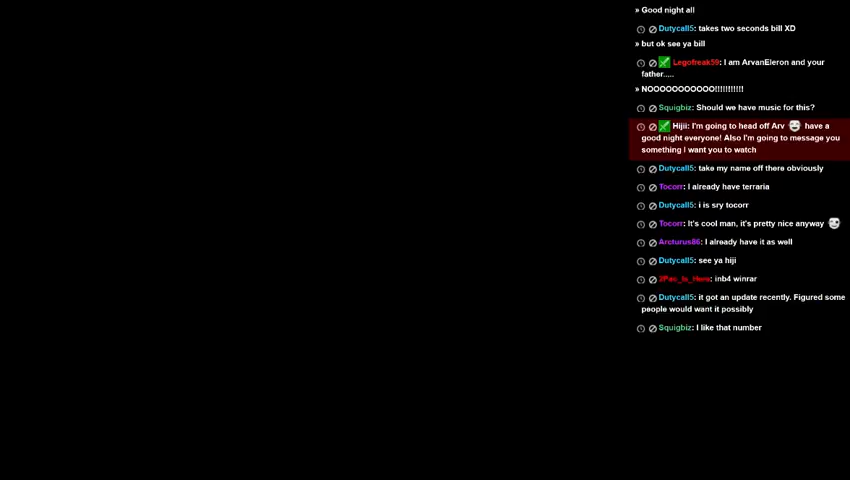 » Good night all
Dutycall5: takes two seconds bill XD
» but ok see ya bill
Legofreak59: I am ArvanEleron and your
father.....
» NOOOOOOOOOOO!!!!!!!!!!!
Squigbiz: Should we have music for this?
Hijii: I'm going to head off Arv have a
good night everyone! Also I'm going to message you
something I want you to watch
Dutycall5: take my name off there obviously
Tocorr: I already have terraria
Dutycall5: i is sry tocorr
Tocorr: It's cool man, it's pretty nice anyway
Arcturus86: I already have it as well
Dutycall5: see ya hiji
2Pac_Is_Here: inb4 winrar
Dutycall5: it got an update recently. Figured some
people would want it possibly
Squigbiz: I like that number